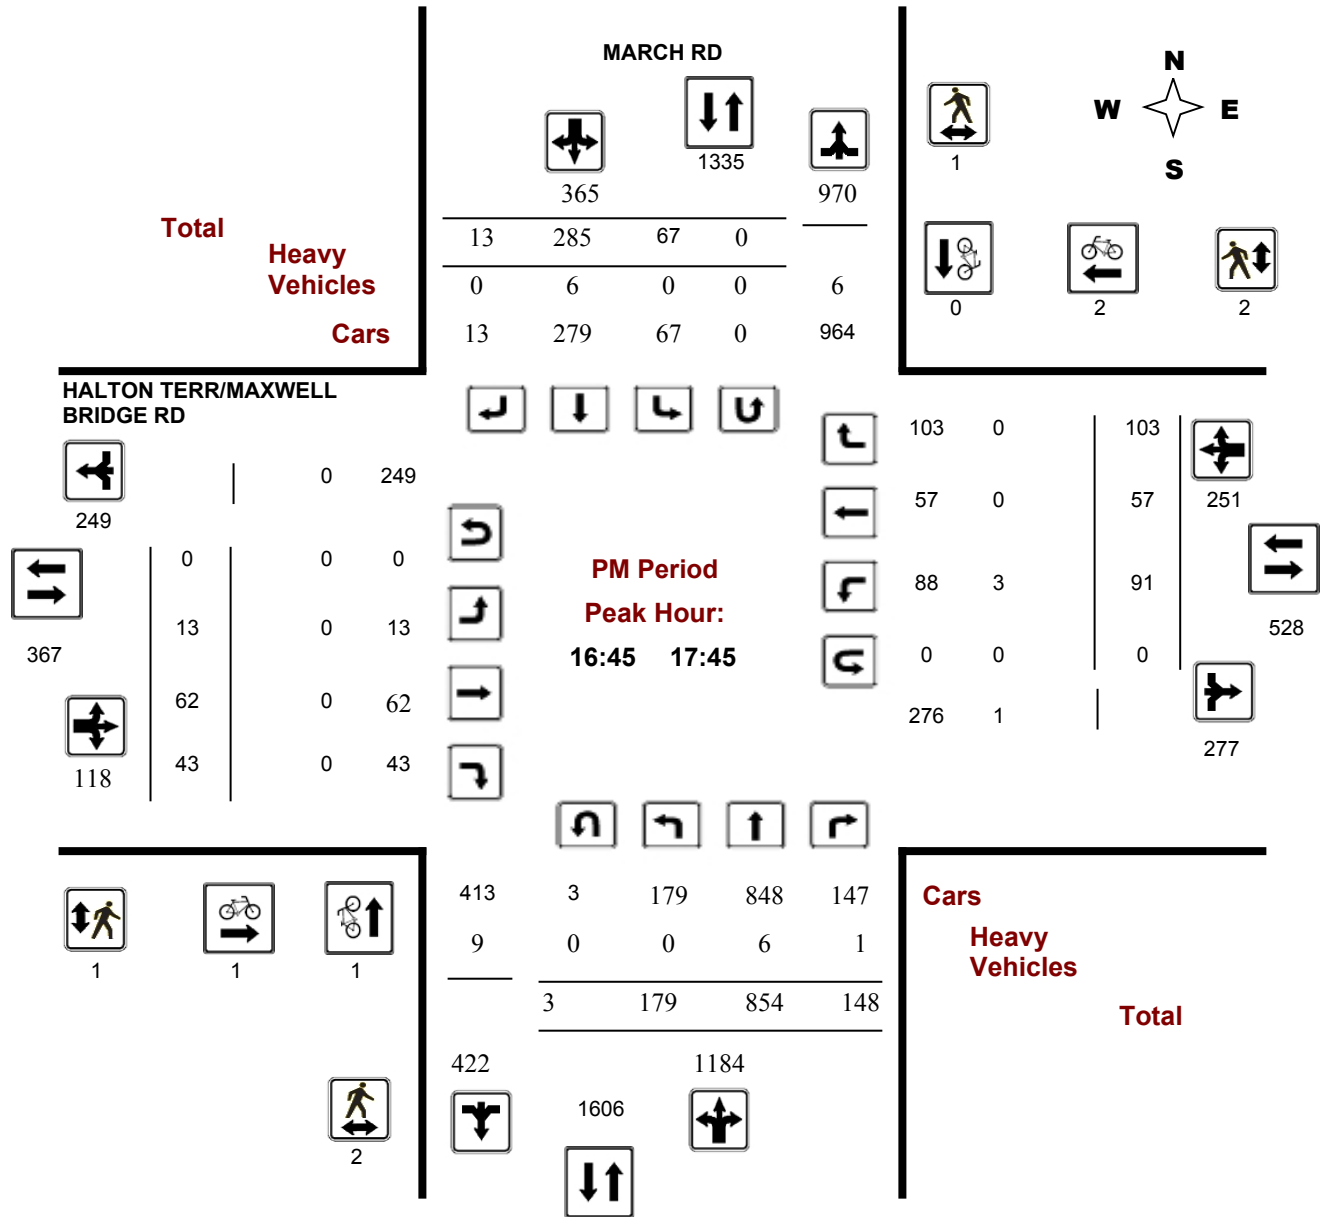 MARCH RD
N
W E
S
1335
1
365
970
Total
13 285 67 0
Heavy
Vehicles
0 6 0 0 6
0 2 2
Cars
13 279 67 0 964
HALTON TERR/MAXWELL
BRIDGE RD
103 0 103
0 249
249
57 0 57
251
0 0 0
PM Period
88 3 91
Peak Hour:
13 0 13
528
367
16:45 17:45
0 0 0
62 0 62
276 1
277
43 0 43
118
413 3 179 848 147
Cars
9 0 0 6 1
Heavy
Vehicles
1 1 1
3 179 854 148
Total
422 1184
1606
2